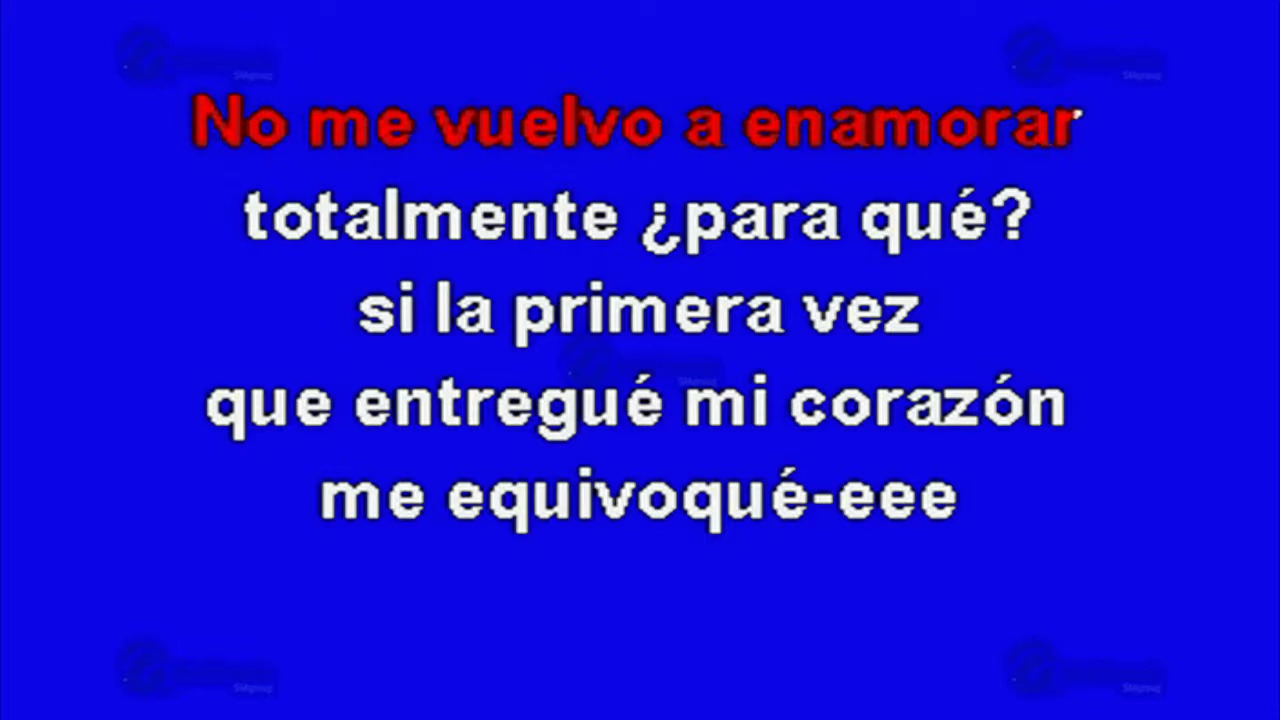 No me vuelvo a enamorar
totalmente ¿para qué?
si la primera vez
que entregué mi corazón
me equivoqué-eee